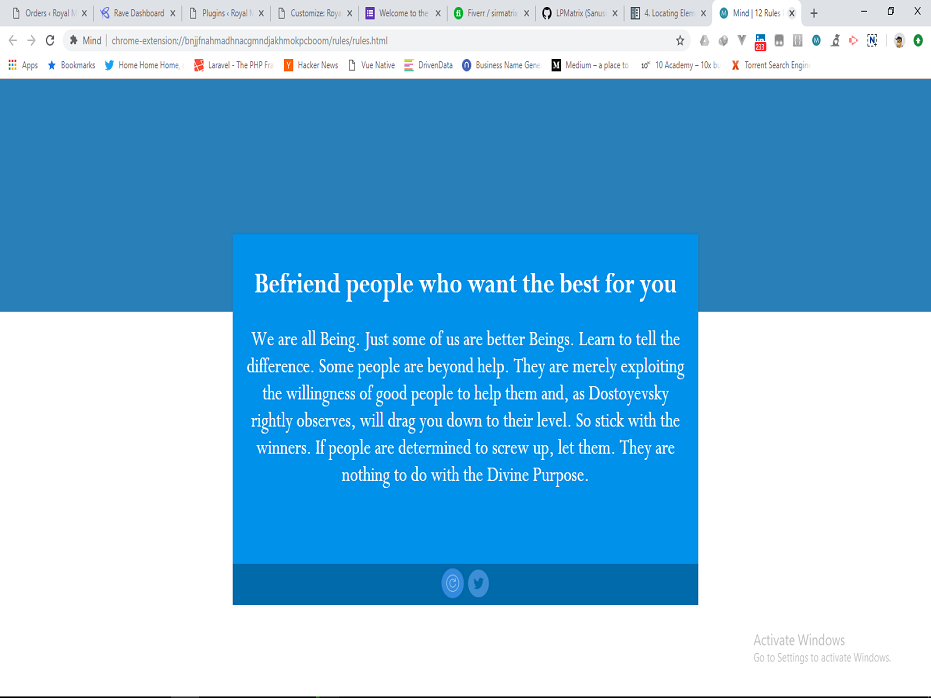 Orders ‹ Royal M Rave Dashboard Plugins ‹ Royal M Customize: Roya Welcome to the Fiverr / sirmatrix LPMatrix (Sanus 4. Locating Elem Mind | 12 Rules
Mind chrome-extension://bnjjfnahmadhnacgmndjakhmokpcboom/rules/rules.html
233
Apps Bookmarks Home Home Home, Laravel - The PHP Fra Hacker News Vue Native DrivenData Business Name Gene Medium – a place to 10 Academy – 10x b Torrent Search Engin
Befriend people who want the best for you
We are all Being. Just some of us are better Beings. Learn to tell the
difference. Some people are beyond help. They are merely exploiting
the willingness of good people to help them and, as Dostoyevsky
rightly observes, will drag you down to their level. So stick with the
winners. If people are determined to screw up, let them. They are
nothing to do with the Divine Purpose.
Activate Windows
Go to Settings to activate Windows.